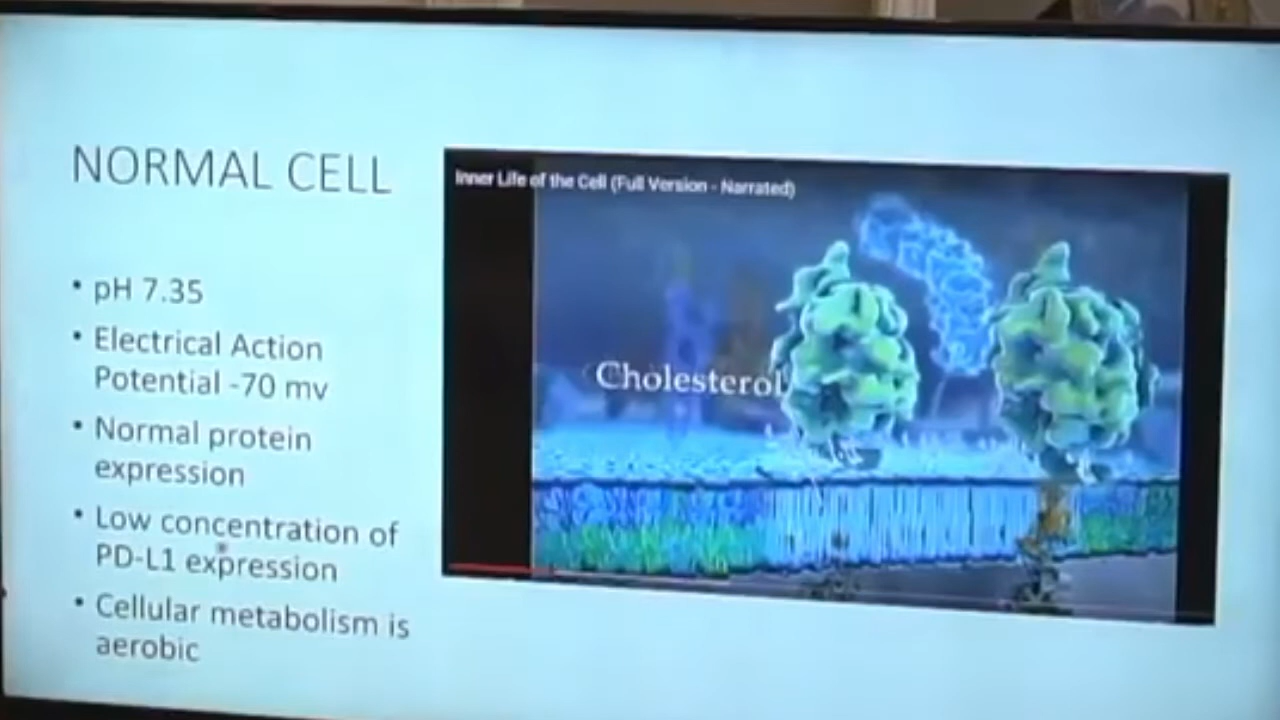 NORMAL CELL
• pH 7.35
• Electrical Action
Potential -70 mv
• Normal protein
expression
• Low concentration of
PD-L1 expression
• Cellular metabolism is
aerobic
Inner Life of the Cell (Full Version - Narrated)
Cholesterol